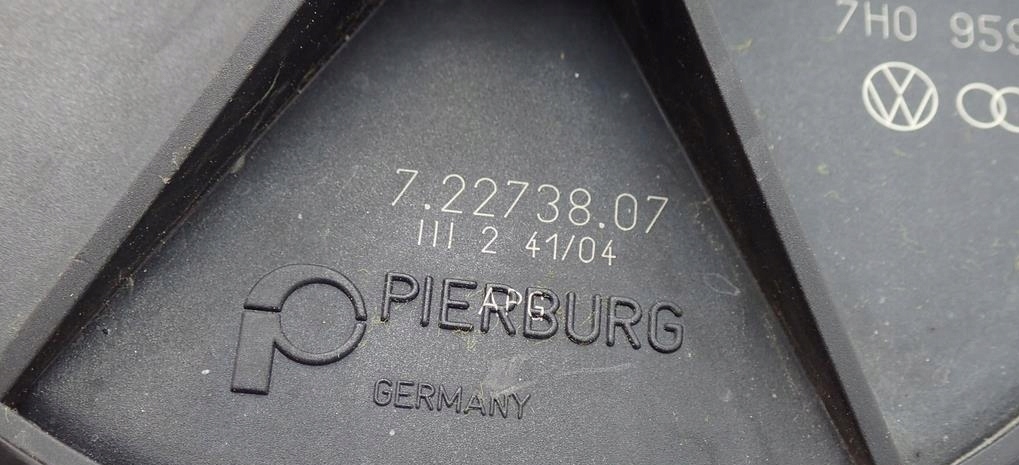 7H0 959
7.22738.07
III 2 41/04
PIERBURG
APG
GERMANY